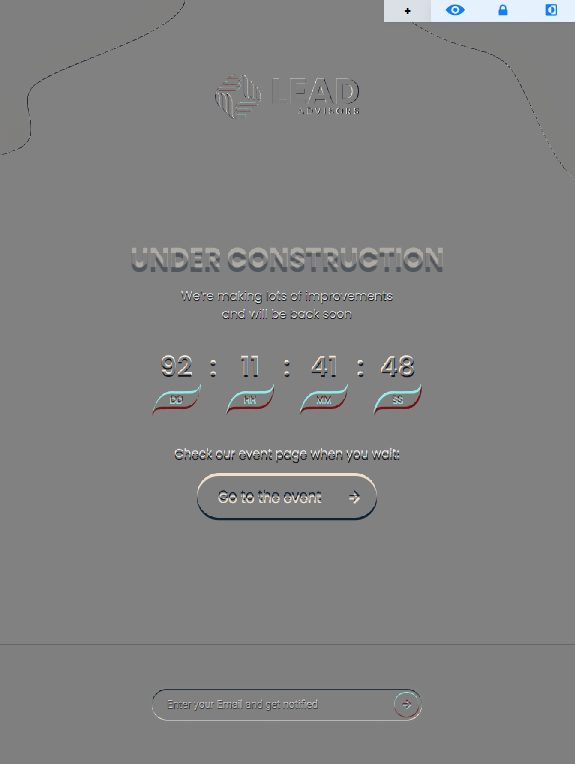 LEAD
ADVISORS
UNDER CONSTRUCTION
We're making lots of improvements
and will be back soon
92 : 11 : 41 : 48
DD HH MM SS
Check our event page when you wait:
Go to the event
Enter your Email and get notified